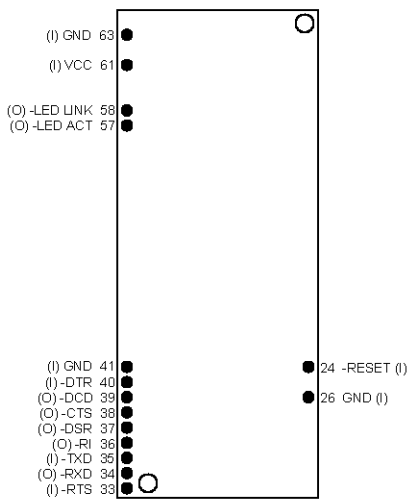 (I) GND 63
(I) VCC 61
(O) -LED LINK 58
(O) -LED ACT 57
(I) GND 41
(I) -DTR 40
(O) -DCD 39
(O) -CTS 38
(O) -DSR 37
(O) -RI 36
(I) -TXD 35
(O) -RXD 34
(I) -RTS 33
24 -RESET (I)
26 GND (I)